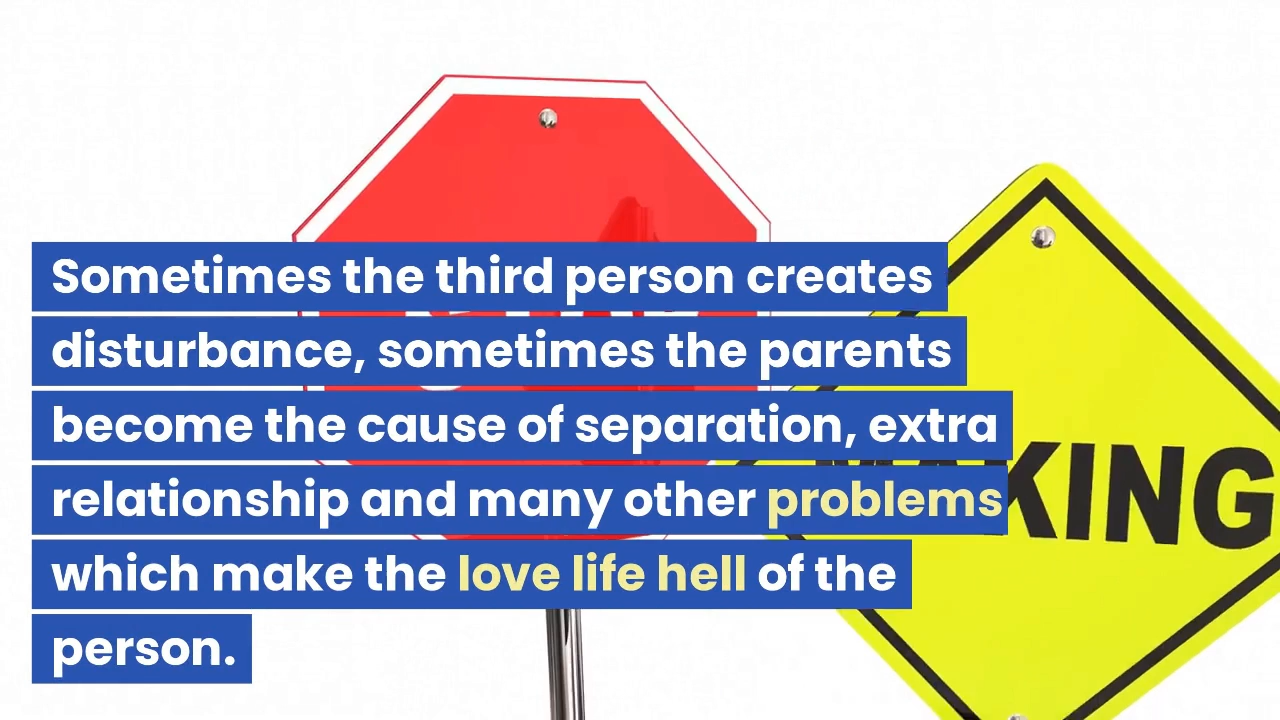 Sometimes the third person creates
disturbance, sometimes the parents
become the cause of separation, extra
relationship and many other problems
which make the love life hell of the
person.